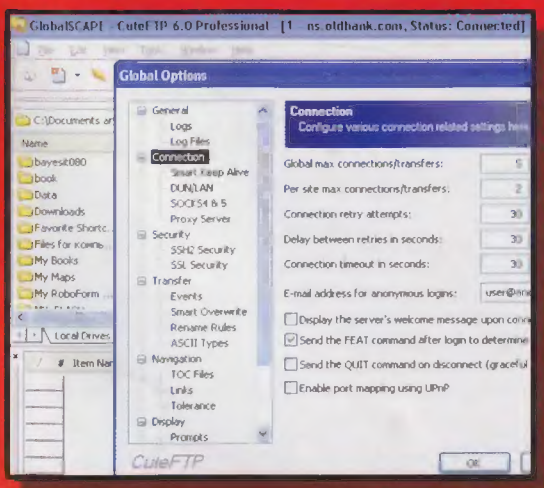 GlobalSCAPE - CuteFTP 6.0 Professional - [1 ns.oldbank.com, Status: Connected]
File Edit View Tools Window Help
Global Options
C:\Documents an
Name
bayesit080
book
Data
Downloads
Favorite Shortc...
Files for
My Books
My Maps
My RoboForm ...
Local Drives
# Item Nar
General
Logs
Log Files
Connection
Smart Keep Alive
DUN/LAN
SOCKS4 & 5
Proxy Server
Security
SSH2 Security
SSL Security
Transfer
Events
Smart Overwrite
Rename Rules
ASCII Types
Navigation
TOC Files
Links
Tolerance
Display
Prompts
Connection
Configure various connection related settings here
Global max connections/transfers: 5
Per site max connections/transfers: 2
Connection retry attempts: 30
Delay between retries in seconds: 30
Connection timeout in seconds: 30
E-mail address for anonymous logins: user@
Display the server's welcome message upon conn
Send the FEAT command after login to determine
Send the QUIT command on disconnect (graceful
Enable port mapping using UPnP
CuteFTP
OK